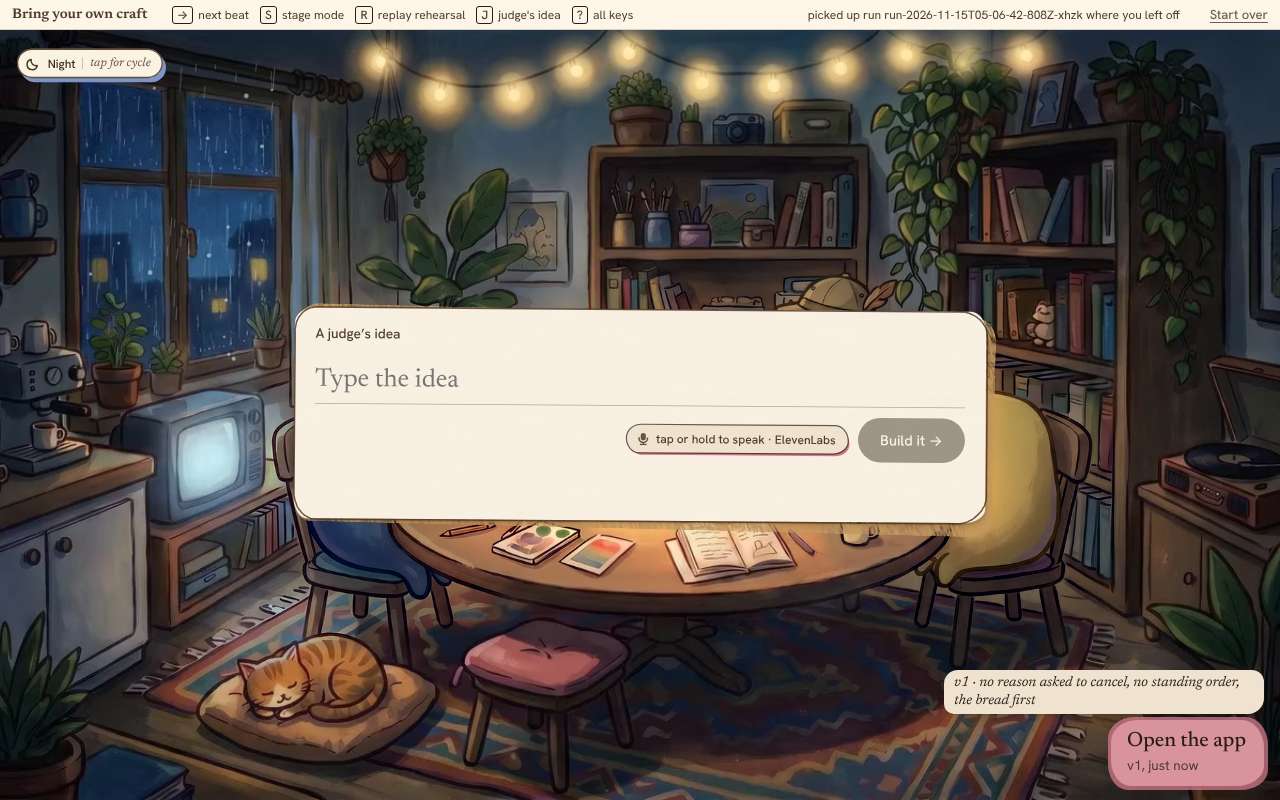 Bring your own craft
→ next beat
S stage mode
R replay rehearsal
J judge's idea
? all keys
picked up run run-2026-11-15T05-06-42-808Z-xhzk where you left off
Start over
Night | tap for cycle
A judge’s idea
Type the idea
tap or hold to speak · ElevenLabs
Build it →
v1 · no reason asked to cancel, no standing order,
the bread first
Open the app
v1, just now